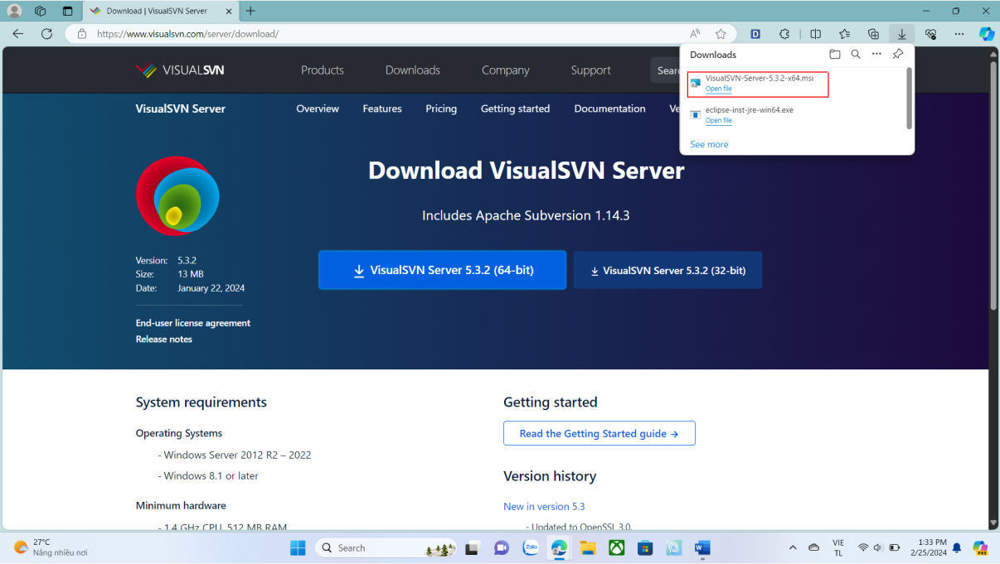 Download | VisualSVN Server
https://www.visualsvn.com/server/download/
Downloads
VisualSVN-Server-5.3.2-x64.msi
Open file
eclipse-inst-jre-win64.exe
Open file
See more
VISUALSVN
Products
Downloads
Company
Support
Sear
VisualSVN Server
Overview
Features
Pricing
Getting started
Documentation
Ve
Download VisualSVN Server
Includes Apache Subversion 1.14.3
VisualSVN Server 5.3.2 (64-bit)
VisualSVN Server 5.3.2 (32-bit)
Version: 5.3.2
Size: 13 MB
Date: January 22, 2024
End-user license agreement
Release notes
System requirements
Operating Systems
- Windows Server 2012 R2 – 2022
- Windows 8.1 or later
Minimum hardware
- 1.4 GHz CPU, 512 MB RAM
Getting started
Read the Getting Started guide →
Version history
New in version 5.3
- Updated to OpenSSL 3.0.
27°C
Nắng nhiều nơi
Search
Zalo
VIE
TL
1:33 PM
2/25/2024
PRE